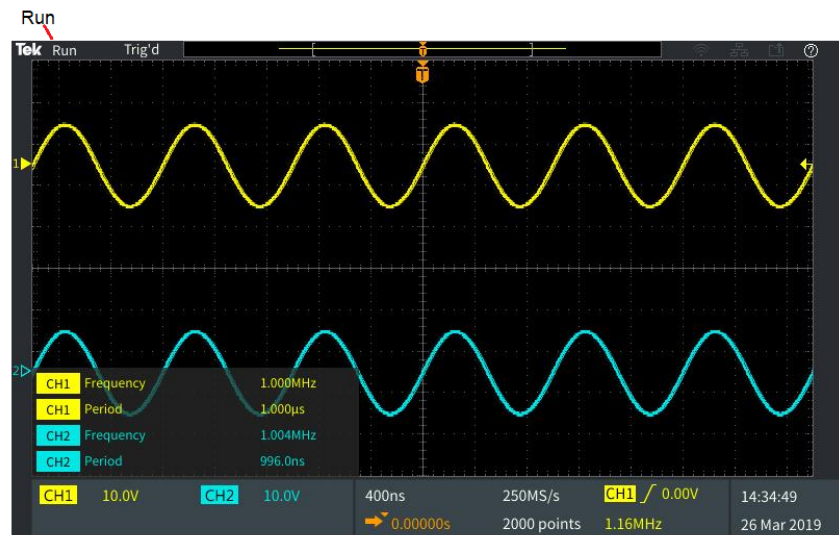 Run
Tek Run Trig'd T ?
T
1
2
CH1 Frequency 1.000MHz
CH1 Period 1.000μs
CH2 Frequency 1.004MHz
CH2 Period 996.0ns
CH1 10.0V CH2 10.0V 400ns 250MS/s CH1 0.00V 14:34:49
0.00000s 2000 points 1.16MHz 26 Mar 2019